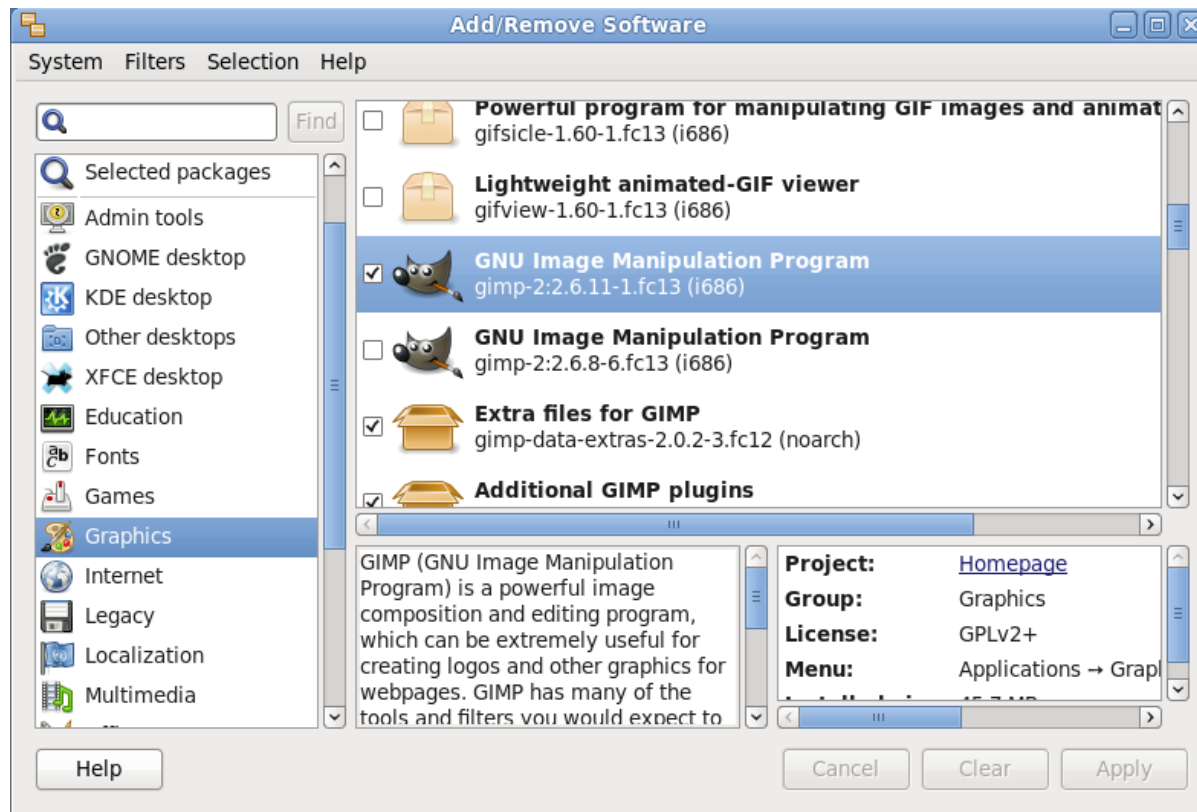 Add/Remove Software
System Filters Selection Help
Find
Selected packages
Admin tools
GNOME desktop
KDE desktop
Other desktops
XFCE desktop
Education
Fonts
Games
Graphics
Internet
Legacy
Localization
Multimedia
Powerful program for manipulating GIF images and animat
gifsicle-1.60-1.fc13 (i686)
Lightweight animated-GIF viewer
gifview-1.60-1.fc13 (i686)
GNU Image Manipulation Program
gimp-2:2.6.11-1.fc13 (i686)
GNU Image Manipulation Program
gimp-2:2.6.8-6.fc13 (i686)
Extra files for GIMP
gimp-data-extras-2.0.2-3.fc12 (noarch)
Additional GIMP plugins
GIMP (GNU Image Manipulation
Program) is a powerful image
composition and editing program,
which can be extremely useful for
creating logos and other graphics for
webpages. GIMP has many of the
tools and filters you would expect to
Project: Homepage
Group: Graphics
License: GPLv2+
Menu: Applications → Grapl
Help
Cancel Clear Apply